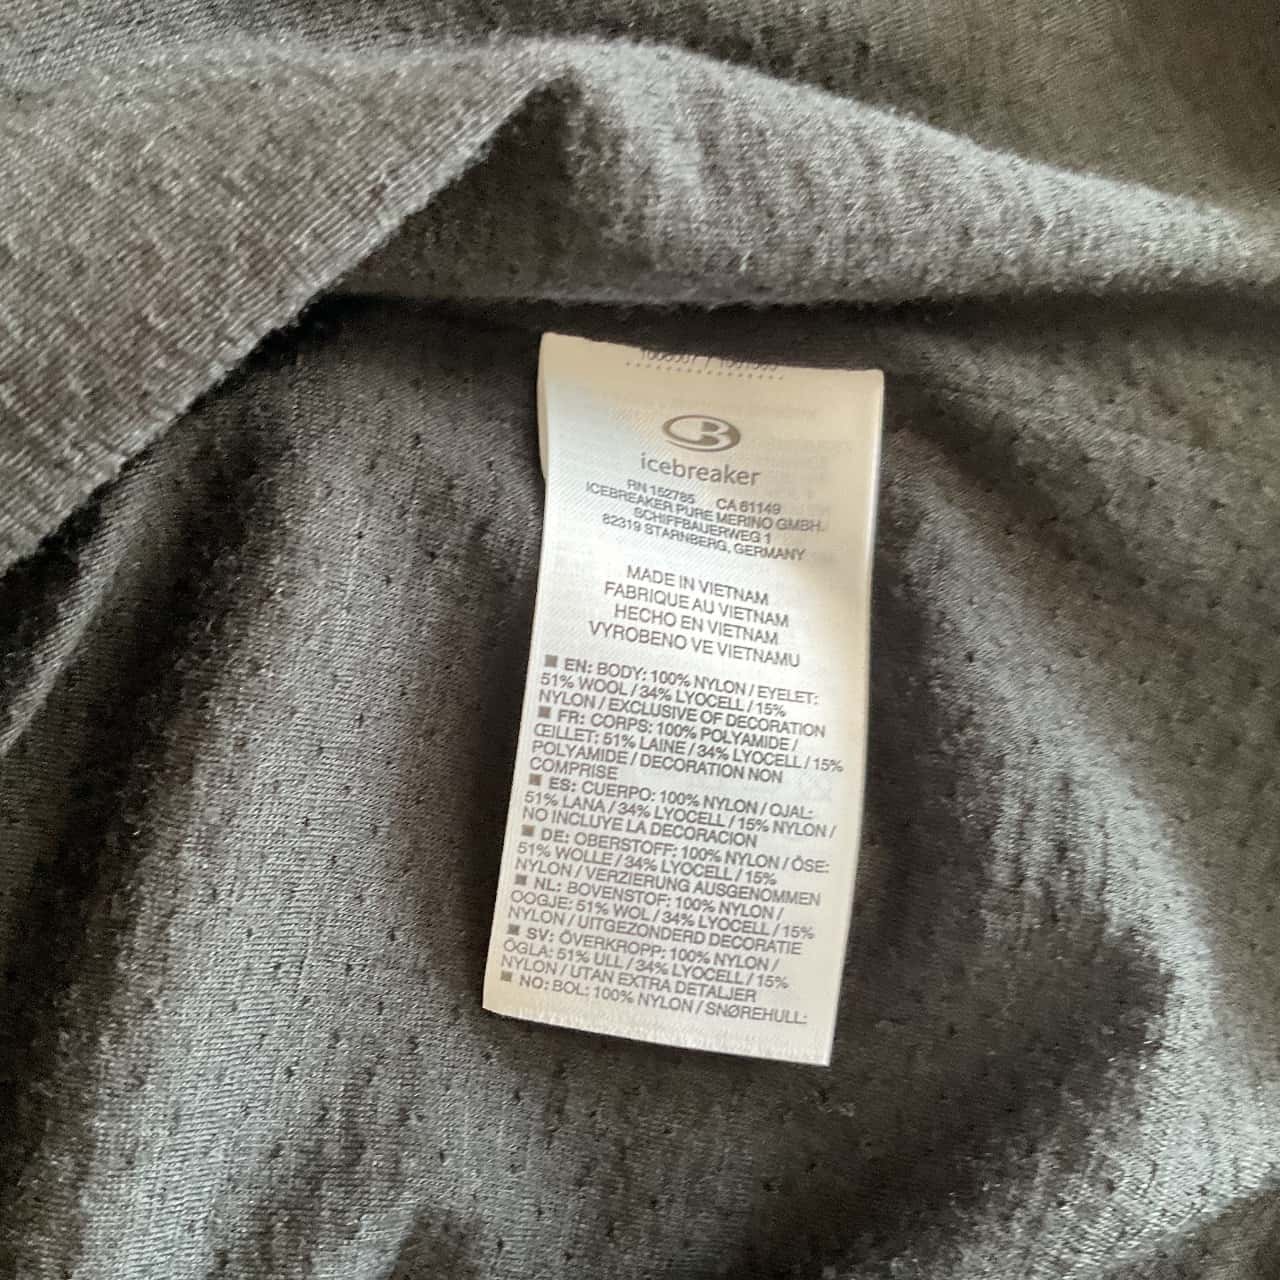 icebreaker
RN 152785 CA 61149
ICEBREAKER PURE MERINO GMBH.
SCHIFFBAUERWEG 1
82319 STARNBERG, GERMANY
MADE IN VIETNAM
FABRIQUE AU VIETNAM
HECHO EN VIETNAM
VYROBENO VE VIETNAMU
EN: BODY: 100% NYLON / EYELET:
51% WOOL / 34% LYOCELL / 15%
NYLON / EXCLUSIVE OF DECORATION
FR: CORPS: 100% POLYAMIDE /
ŒILLET: 51% LAINE / 34% LYOCELL / 15%
POLYAMIDE / DECORATION NON
COMPRISE
ES: CUERPO: 100% NYLON / OJAL:
51% LANA / 34% LYOCELL / 15% NYLON /
NO INCLUYE LA DECORACION
DE: OBERSTOFF: 100% NYLON / ÖSE:
51% WOLLE / 34% LYOCELL / 15%
NYLON / VERZIERUNG AUSGENOMMEN
NL: BOVENSTOF: 100% NYLON /
OOGJE: 51% WOL / 34% LYOCELL / 15%
NYLON / UITGEZONDERD DECORATIE
SV: ÖVERKROPP: 100% NYLON /
ÖGLA: 51% ULL / 34% LYOCELL / 15%
NYLON / UTAN EXTRA DETALJER
NO: BOL: 100% NYLON / SNØREHULL: